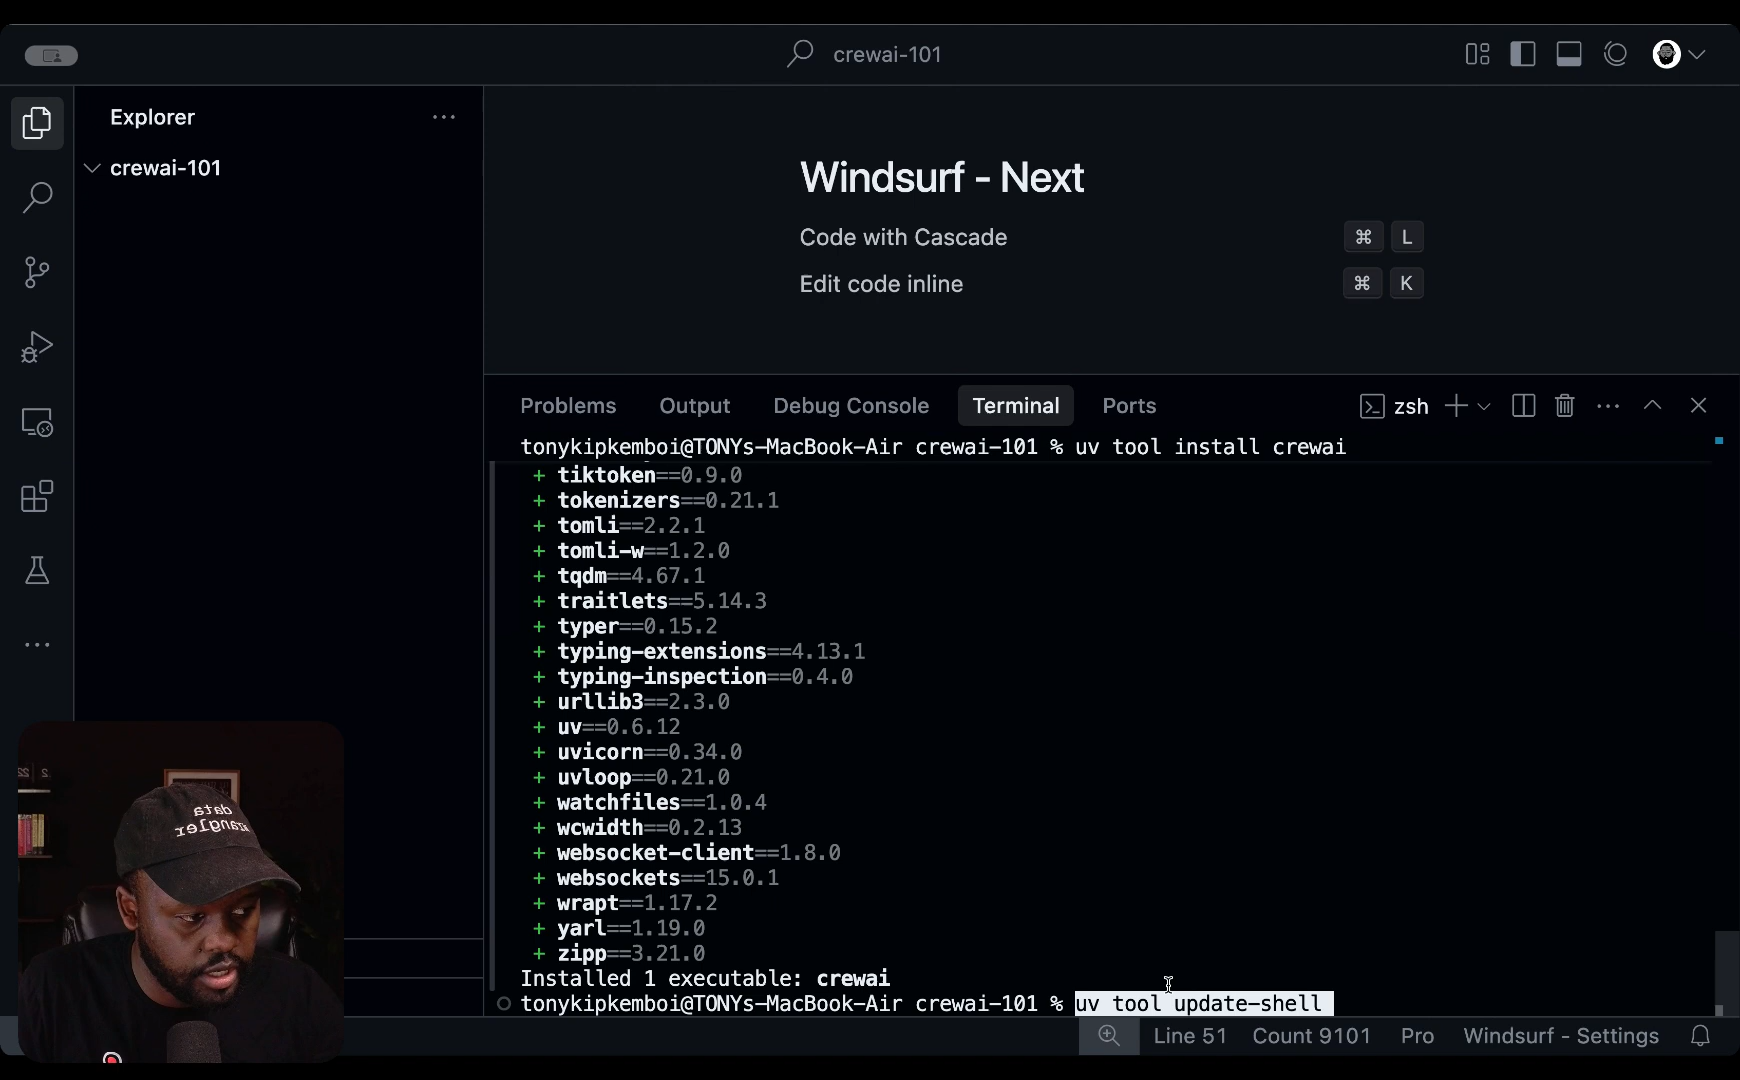 crewai-101
Explorer
crewai-101
Windsurf - Next
Code with Cascade
⌘ L
Edit code inline
⌘ K
Problems Output Debug Console Terminal Ports
zsh
tonykipkemboi@TONYs-MacBook-Air crewai-101 % uv tool install crewai
+ tiktoken==0.9.0
+ tokenizers==0.21.1
+ tomli==2.2.1
+ tomli-w==1.2.0
+ tqdm==4.67.1
+ traitlets==5.14.3
+ typer==0.15.2
+ typing-extensions==4.13.1
+ typing-inspection==0.4.0
+ urllib3==2.3.0
+ uv==0.6.12
+ uvicorn==0.34.0
+ uvloop==0.21.0
+ watchfiles==1.0.4
+ wcwidth==0.2.13
+ websocket-client==1.8.0
+ websockets==15.0.1
+ wrapt==1.17.2
+ yarl==1.19.0
+ zipp==3.21.0
Installed 1 executable: crewai
tonykipkemboi@TONYs-MacBook-Air crewai-101 % uv tool update-shell
data
wrangler
Line 51 Count 9101 Pro Windsurf - Settings